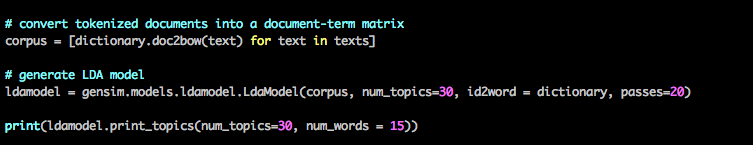 # convert tokenized documents into a document-term matrix
corpus = [dictionary.doc2bow(text) for text in texts]
# generate LDA model
ldamodel = gensim.models.ldamodel.LdaModel(corpus, num_topics=30, id2word = dictionary, passes=20)
print(ldamodel.print_topics(num_topics=30, num_words = 15))